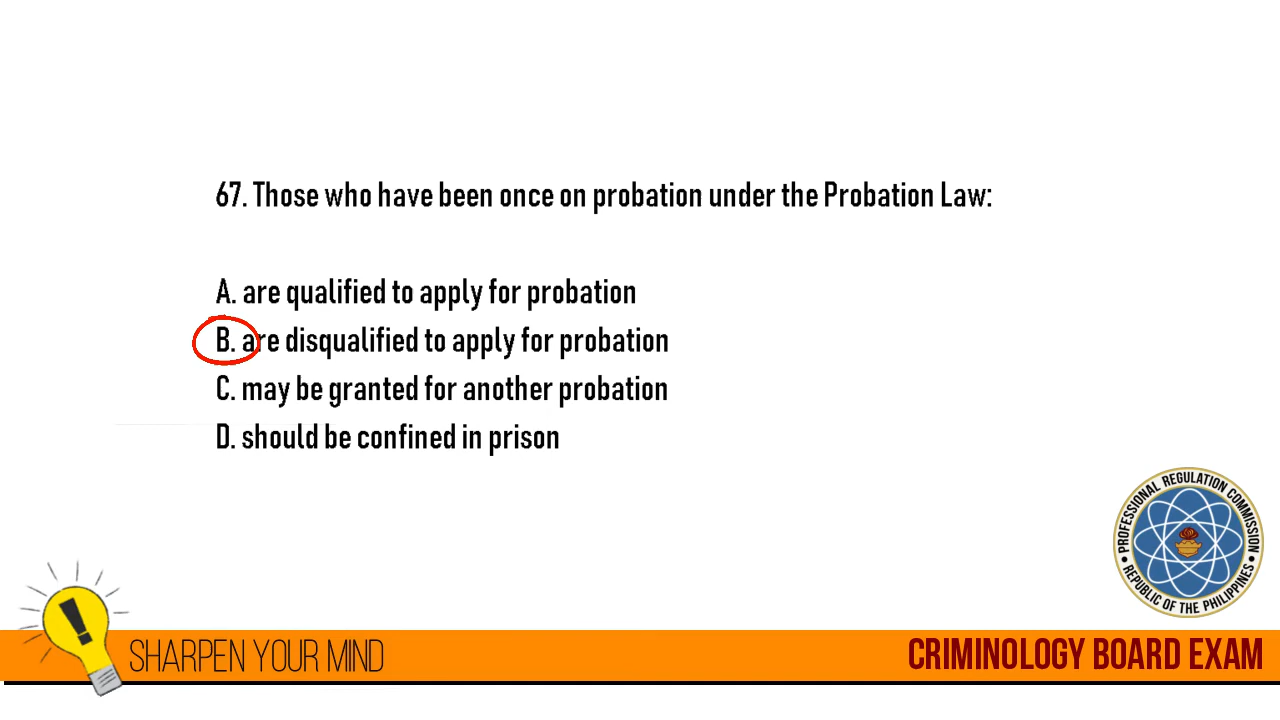 67. Those who have been once on probation under the Probation Law:
A. are qualified to apply for probation
B. are disqualified to apply for probation
C. may be granted for another probation
D. should be confined in prison
PROFESSIONAL REGULATION COMMISSION
REPUBLIC OF THE PHILIPPINES
SHARPEN YOUR MIND
CRIMINOLOGY BOARD EXAM